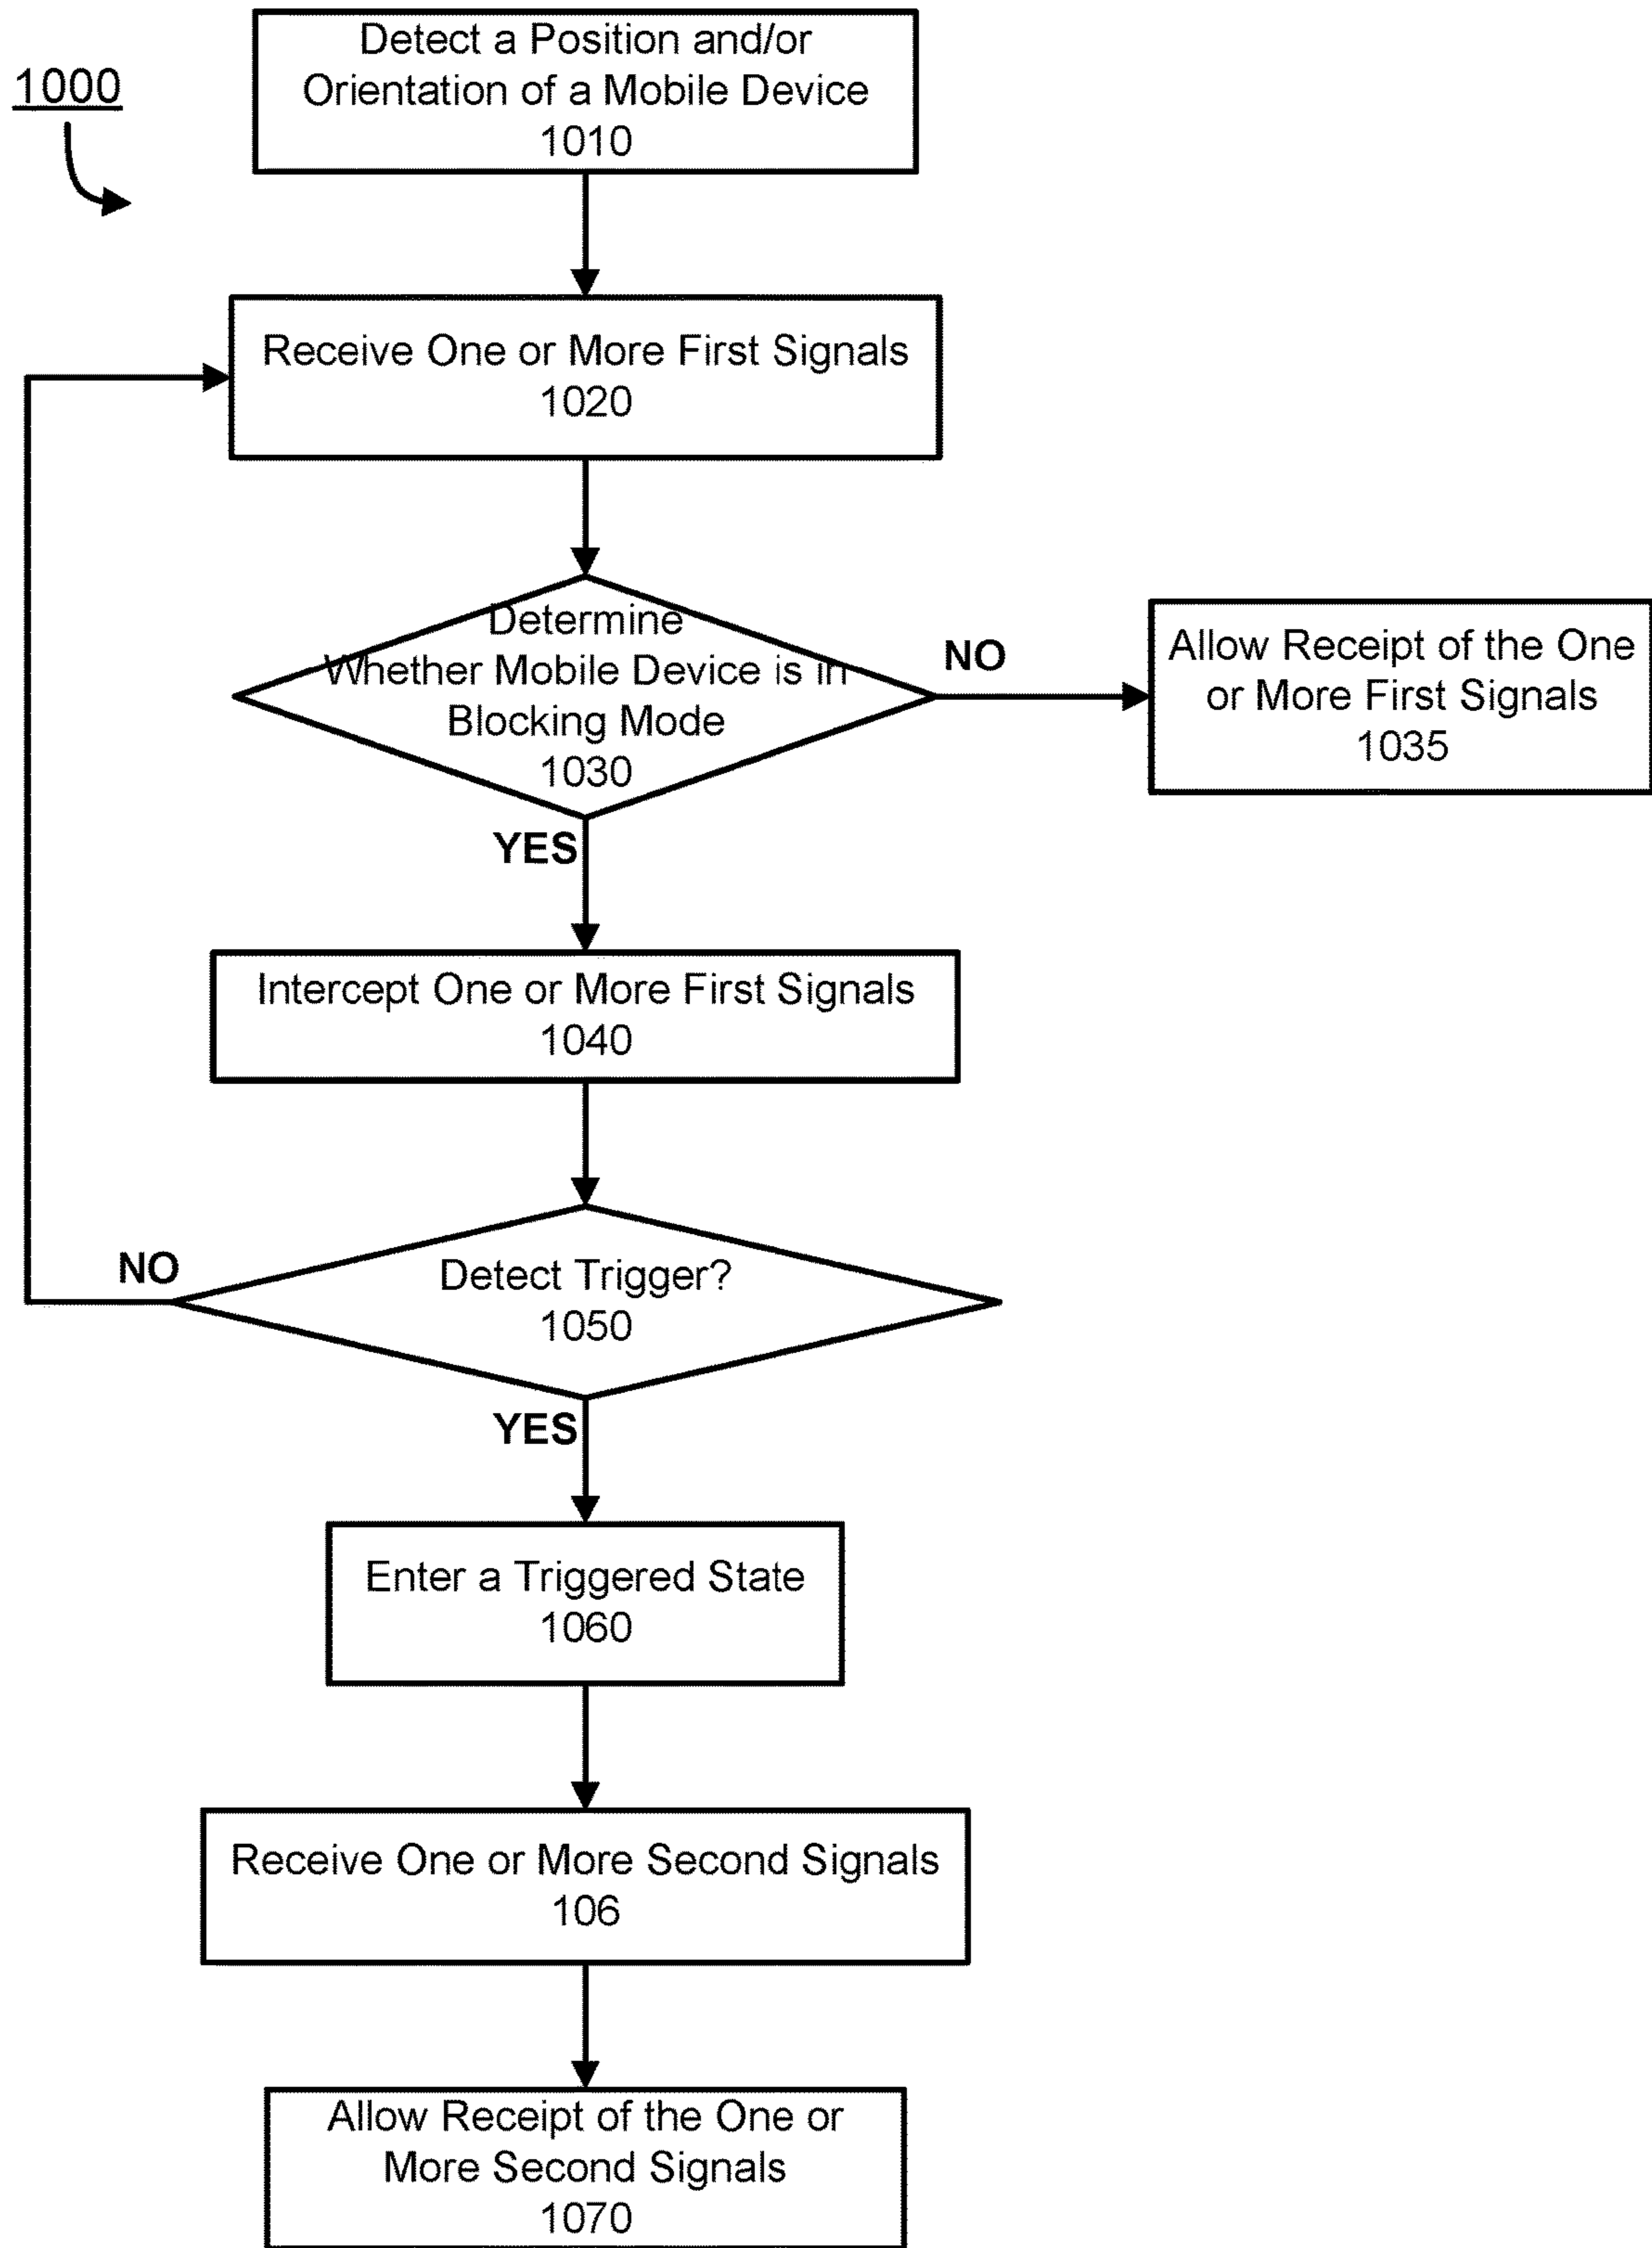 1000
Detect a Position and/or
Orientation of a Mobile Device
1010
Receive One or More First Signals
1020
Determine
Whether Mobile Device is in
Blocking Mode
1030
NO
Allow Receipt of the One
or More First Signals
1035
YES
Intercept One or More First Signals
1040
Detect Trigger?
1050
NO
YES
Enter a Triggered State
1060
Receive One or More Second Signals
106
Allow Receipt of the One or
More Second Signals
1070